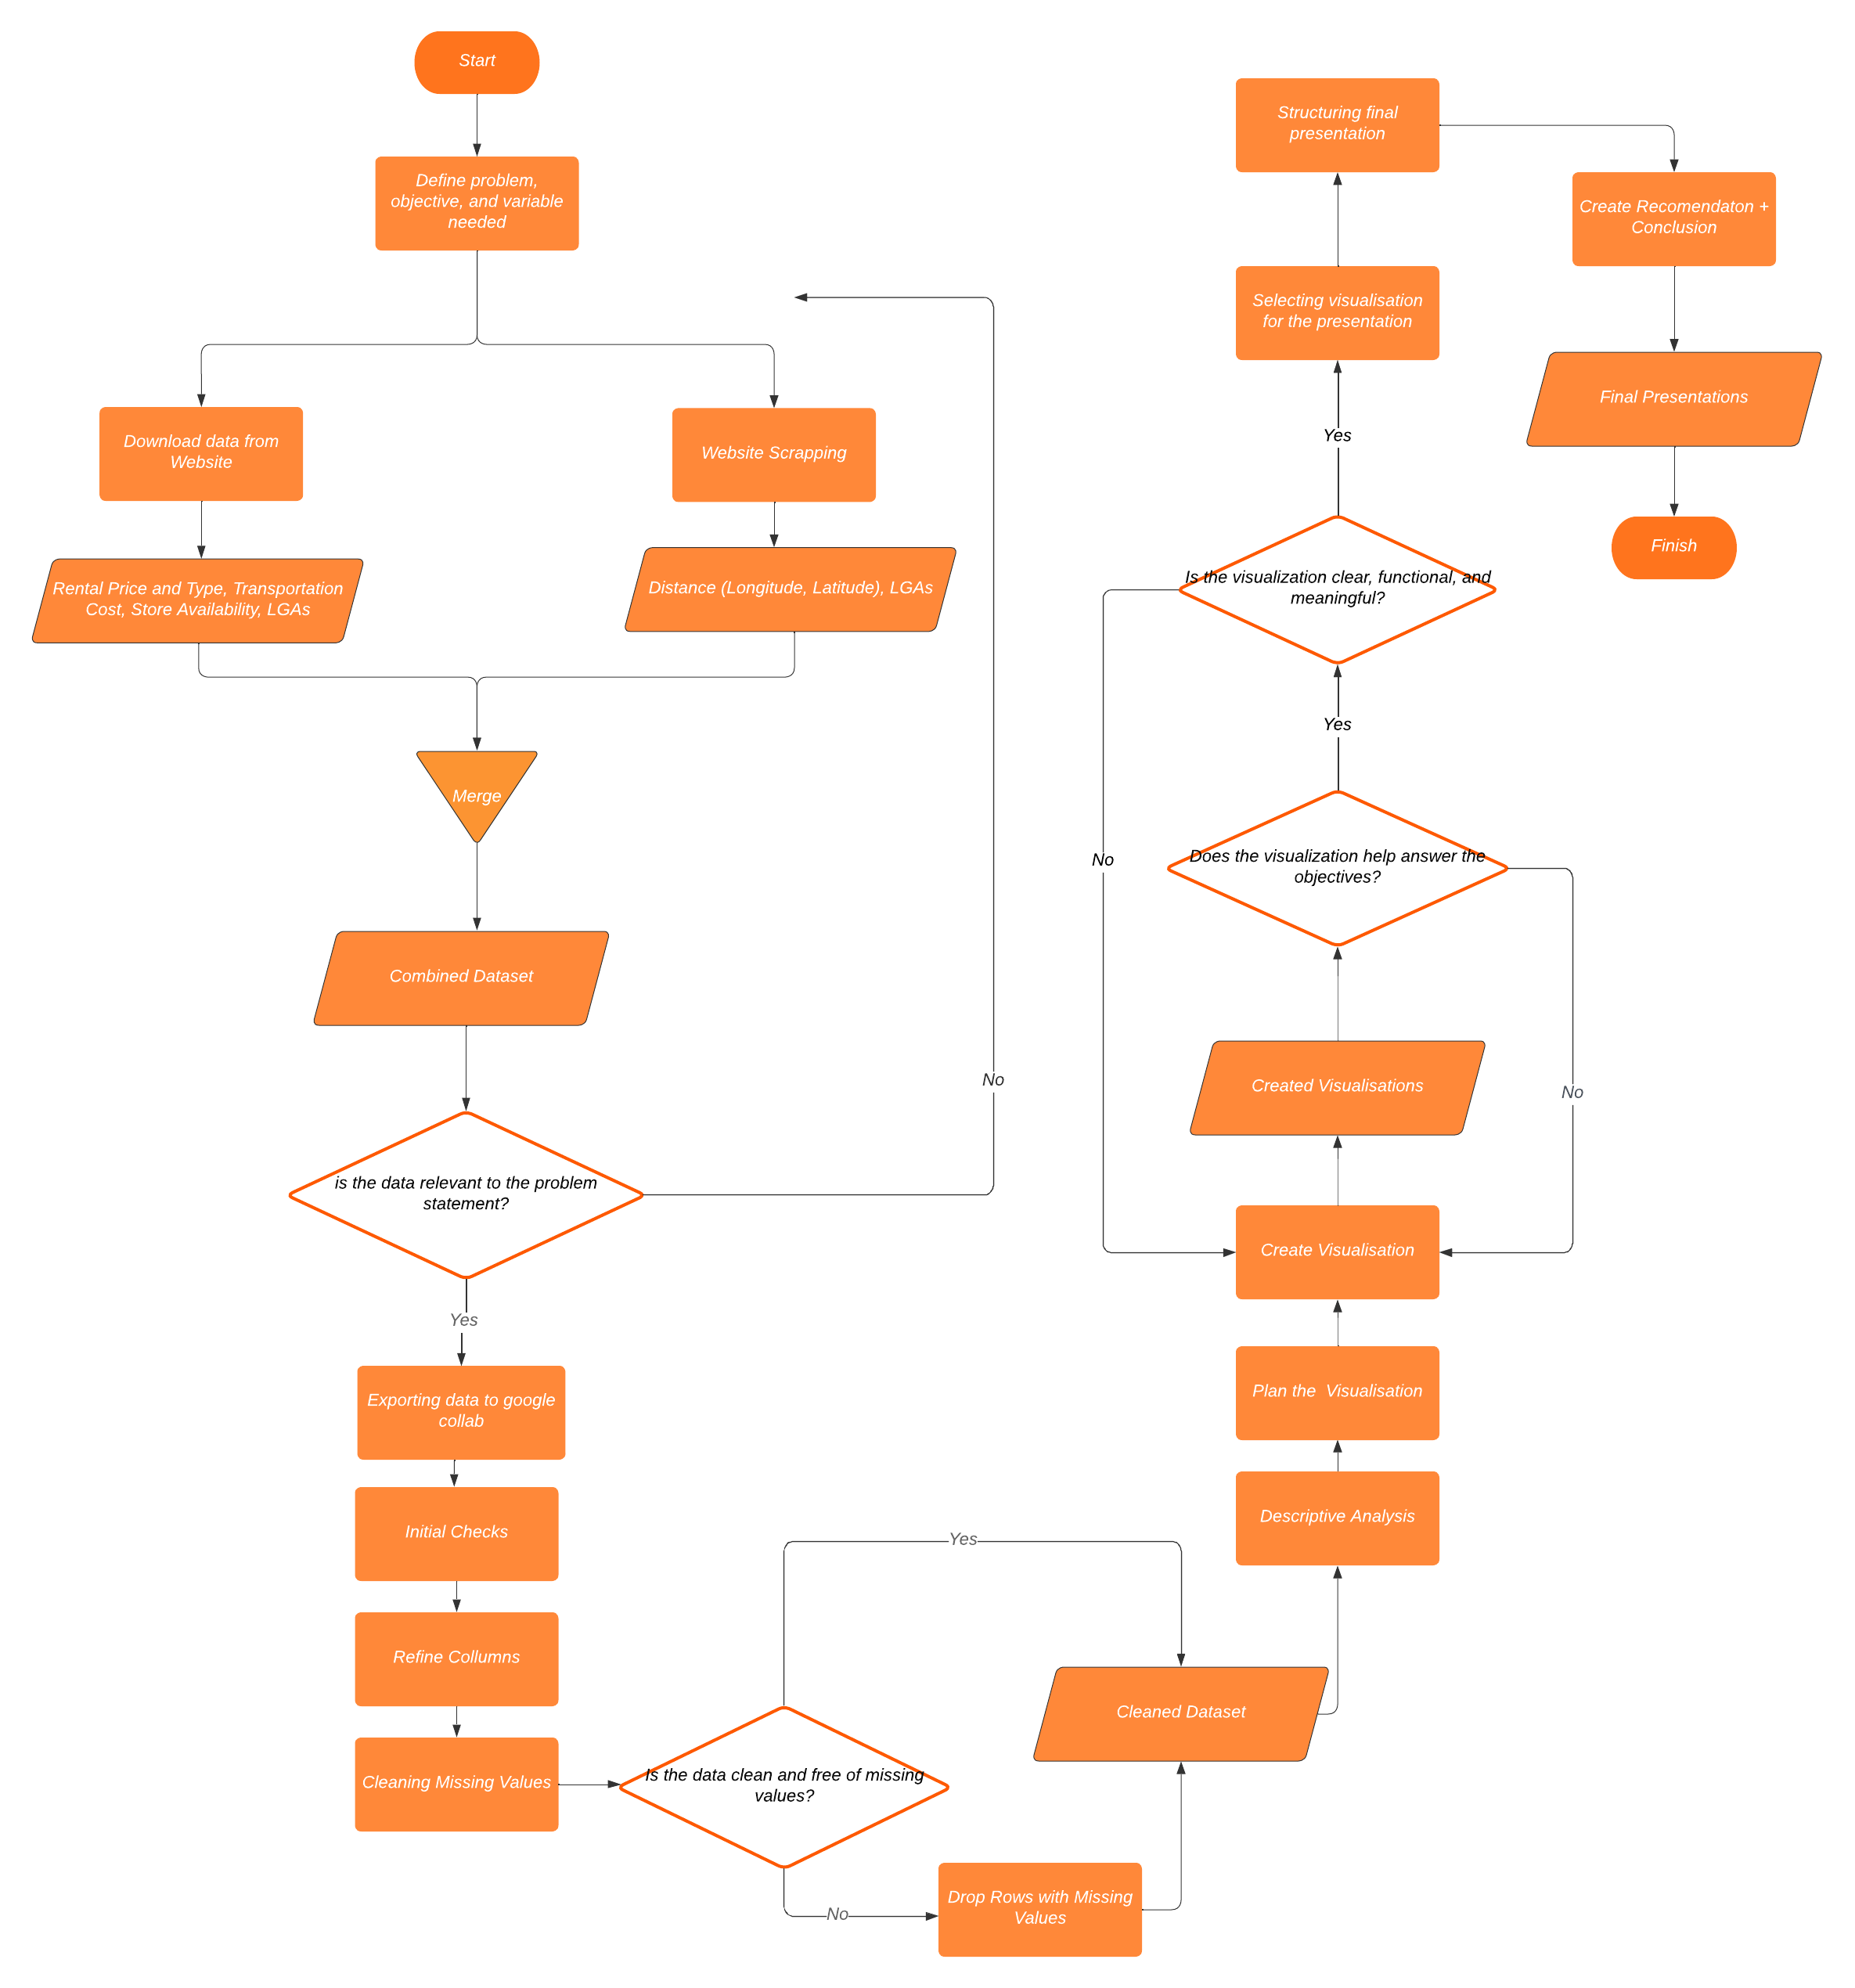 Start
Define problem,
objective, and variable
needed
Download data from
Website
Website Scrapping
Rental Price and Type, Transportation
Cost, Store Availability, LGAs
Distance (Longitude, Latitude), LGAs
Merge
Combined Dataset
is the data relevant to the problem
statement?
No
Yes
Exporting data to google
collab
Initial Checks
Refine Collumns
Cleaning Missing Values
Is the data clean and free of missing
values?
Yes
No
Drop Rows with Missing
Values
Cleaned Dataset
Descriptive Analysis
Plan the  Visualisation
Create Visualisation
Created Visualisations
Does the visualization help answer the
objectives?
No
Yes
Is the visualization clear, functional, and
meaningful?
No
Yes
Selecting visualisation
for the presentation
Structuring final
presentation
Create Recomendaton +
Conclusion
Final Presentations
Finish